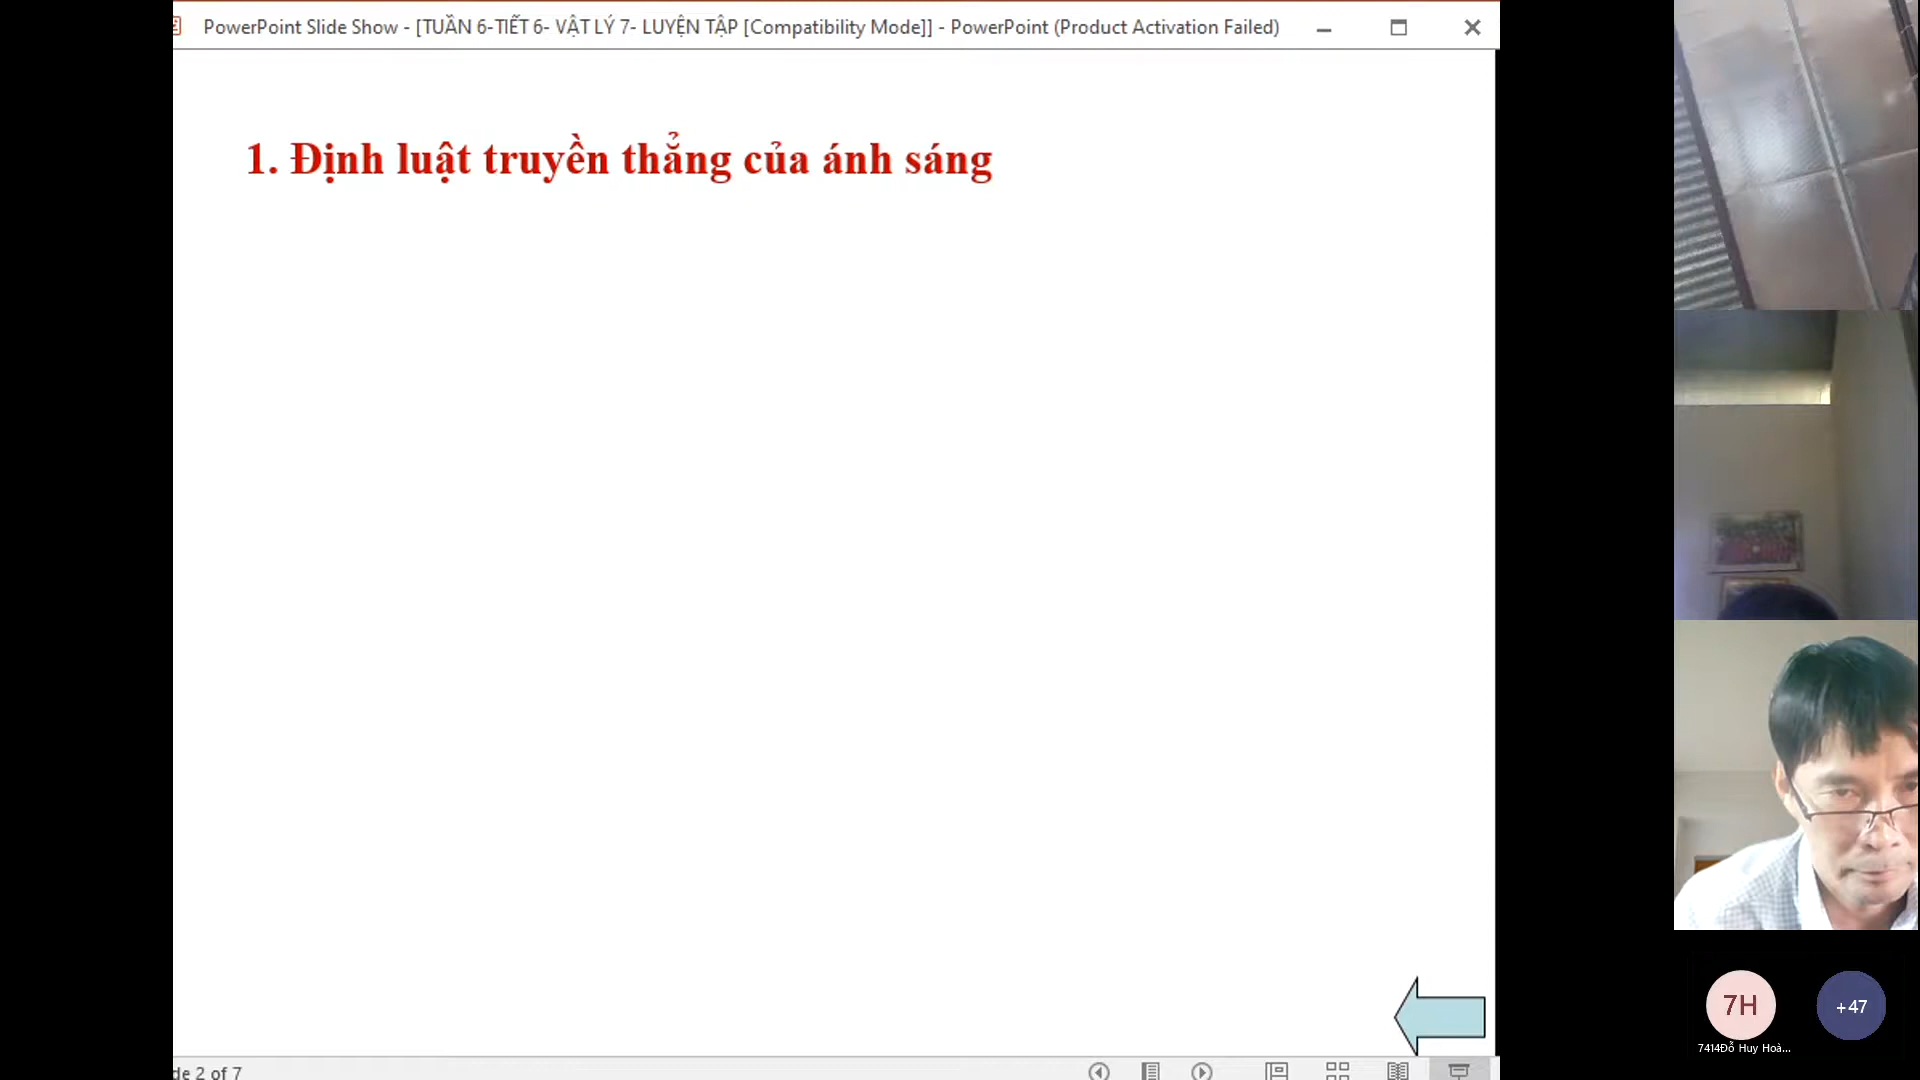 PowerPoint Slide Show - [TUẦN 6-TIẾT 6- VẬT LÝ 7- LUYỆN TẬP [Compatibility Mode]] - PowerPoint (Product Activation Failed)
1. Định luật truyền thẳng của ánh sáng
7H
+47
7414Đỗ Huy Hoà...
de 2 of 7